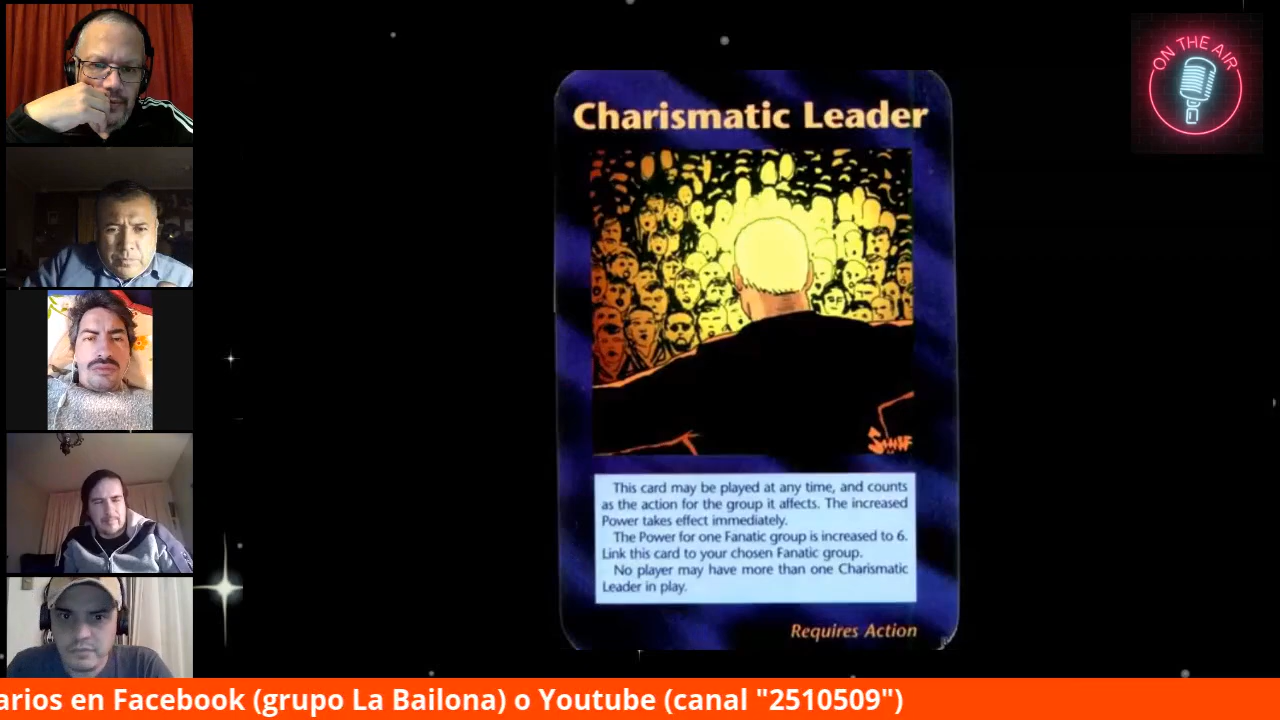 ON THE AIR
Charismatic Leader
This card may be played at any time, and counts
as the action for the group it affects. The increased
Power takes effect immediately.
The Power for one Fanatic group is increased to 6.
Link this card to your chosen Fanatic group.
No player may have more than one Charismatic
Leader in play.
Requires Action
arios en Facebook (grupo La Bailona) o Youtube (canal "2510509")